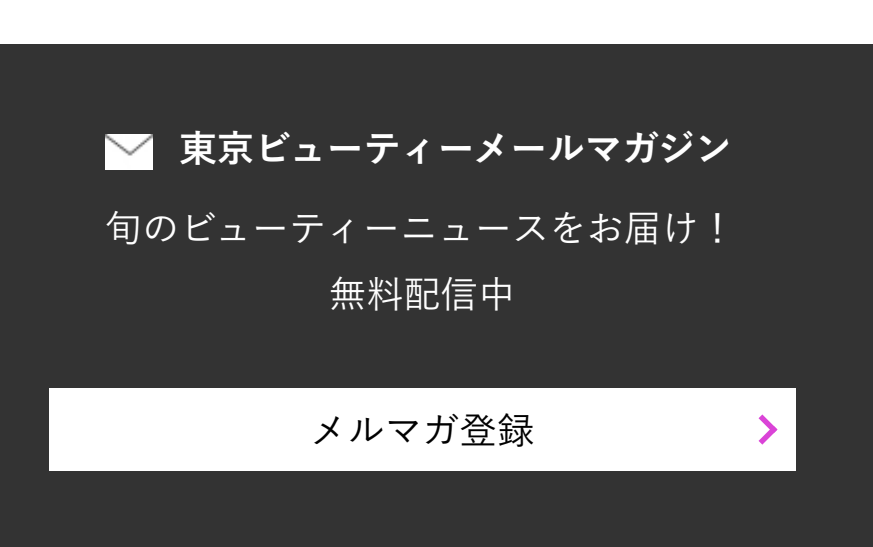 東京ビューティーメールマガジン
旬のビューティーニュースをお届け！
無料配信中
メルマガ登録